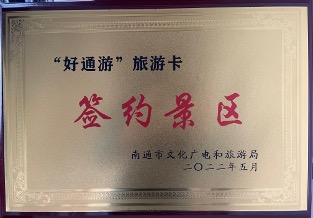 “好通游”旅游卡
签约景区
南通市文化广电和旅游局
二〇二二年五月